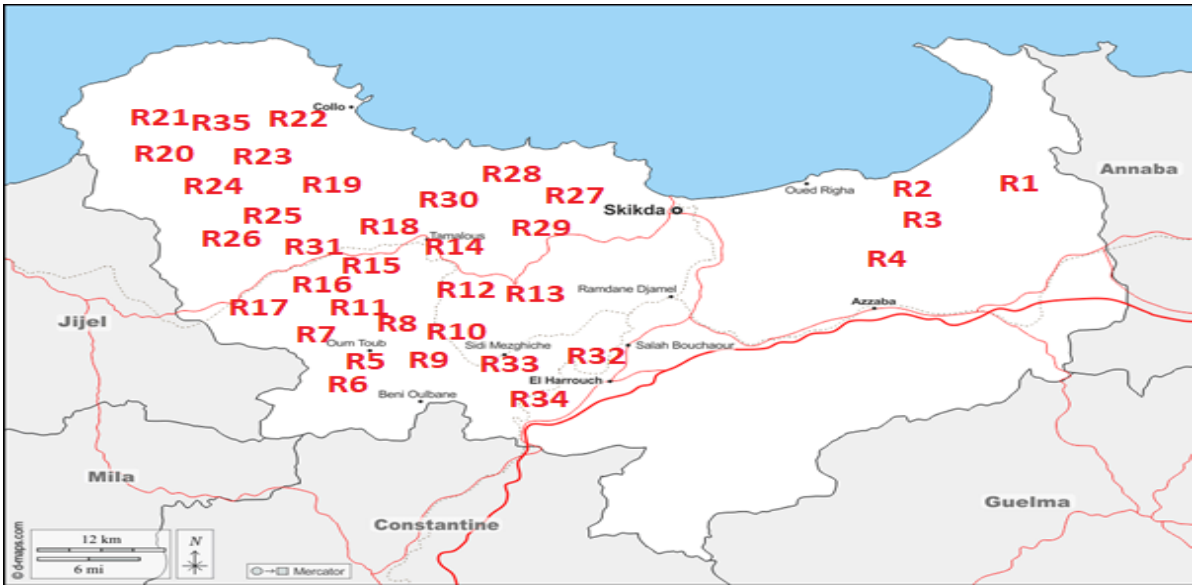 Collo
R21
R35
R22
R20
R23
R28
Annaba
R24
R19
R27
R30
Oued Righa
R2
R1
R25
Skikda
R3
R18
R29
R26
Tamalous
R31
R14
R4
R15
R16
R12
R13
Ramdane Djamel
R17
R11
Azzaba
Jijel
R8
R7
R10
Oum Toub
Sidi Mezghiche
R32
Salah Bouchaour
R5
R9
R33
R6
El Harrouch
Beni Oulbane
R34
Mila
Guelma
Constantine
12 km
6 mi
N
Mercator
© d-maps.com